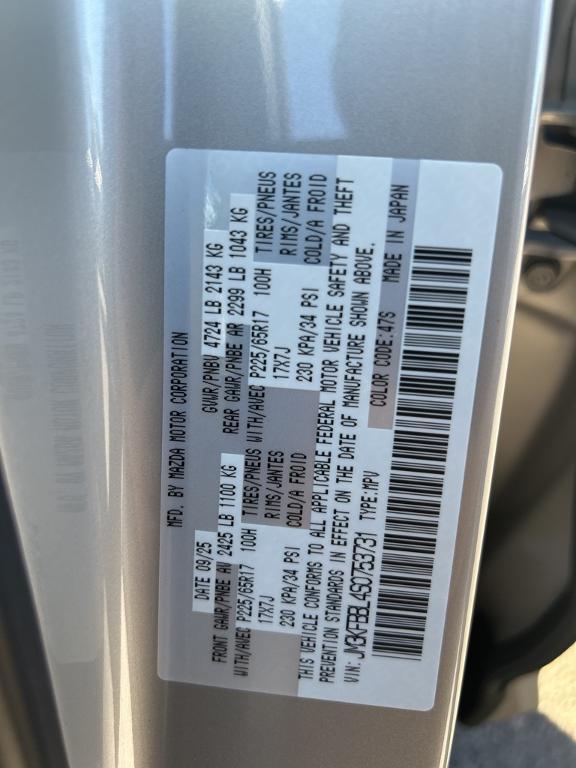 MFD. BY MAZDA MOTOR CORPORATION
DATE 09/25 GVWR/PNBV 4724 LB 2143 KG
FRONT GAWR/PNBE AV 2425 LB 1100 KG REAR GAWR/PNBE AR 2299 LB 1043 KG
WITH/AVEC P225/65R17 100H TIRES/PNEUS WITH/AVEC P225/65R17 100H TIRES/PNEUS
17X7J RIMS/JANTES 17X7J RIMS/JANTES
230 KPA/34 PSI COLD/A FROID 230 KPA/34 PSI COLD/A FROID
THIS VEHICLE CONFORMS TO ALL APPLICABLE FEDERAL MOTOR VEHICLE SAFETY AND THEFT
PREVENTION STANDARDS IN EFFECT ON THE DATE OF MANUFACTURE SHOWN ABOVE.
VIN: JM3KFBBL4S0753731 TYPE:MPV COLOR CODE:47S MADE IN JAPAN